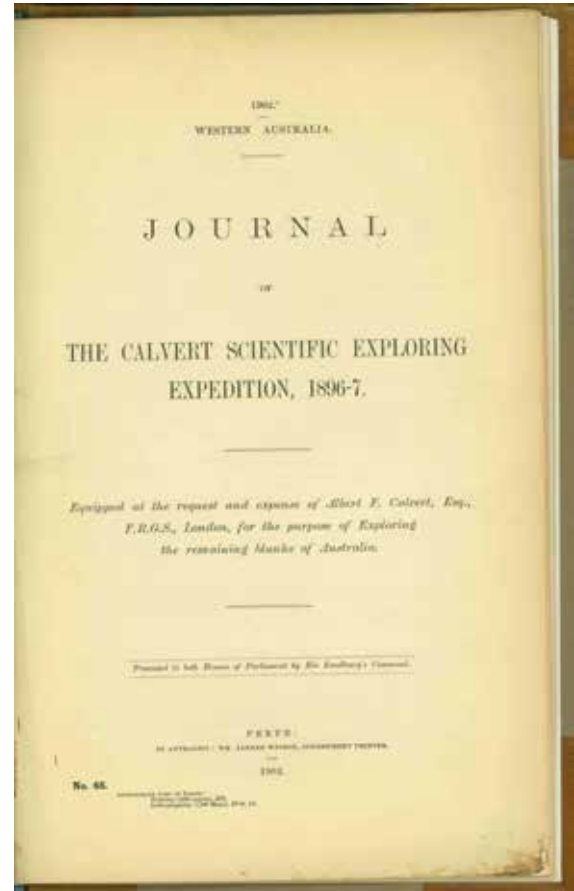 1902.
WESTERN AUSTRALIA.
JOURNAL
OF
THE CALVERT SCIENTIFIC EXPLORING
EXPEDITION, 1896-7.
Equipped at the request and expense of Albert F. Calvert, Esq.,
F.R.G.S., London, for the purpose of Exploring
the remaining blanks of Australia.
Presented to both Houses of Parliament by His Excellency's Command.
PERTH:
BY AUTHORITY: WM. ALFRED WATSON, GOVERNMENT PRINTER.
1902.
No. 46.